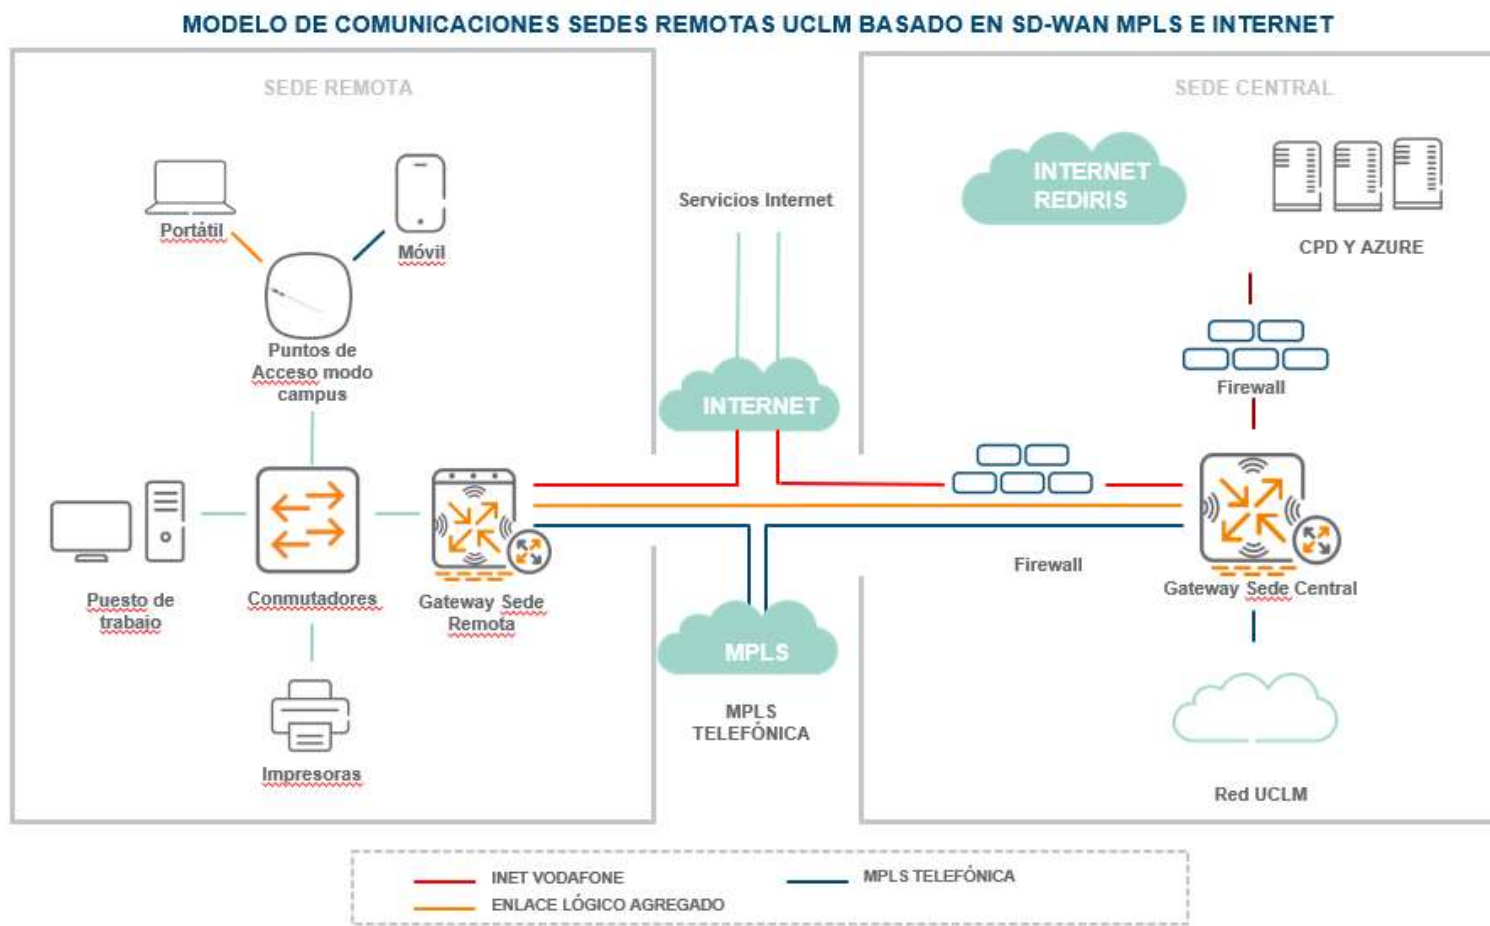 MODELO DE COMUNICACIONES SEDES REMOTAS UCLM BASADO EN SD-WAN MPLS E INTERNET
SEDE REMOTA
Portátil
Móvil
Puntos de
Acceso modo
campus
Puesto de
trabajo
Conmutadores
Gateway Sede
Remota
Impresoras
Servicios Internet
INTERNET
MPLS
MPLS
TELEFÓNICA
SEDE CENTRAL
INTERNET
REDIRIS
CPD Y AZURE
Firewall
Firewall
Gateway Sede Central
Red UCLM
INET VODAFONE
MPLS TELEFÓNICA
ENLACE LÓGICO AGREGADO